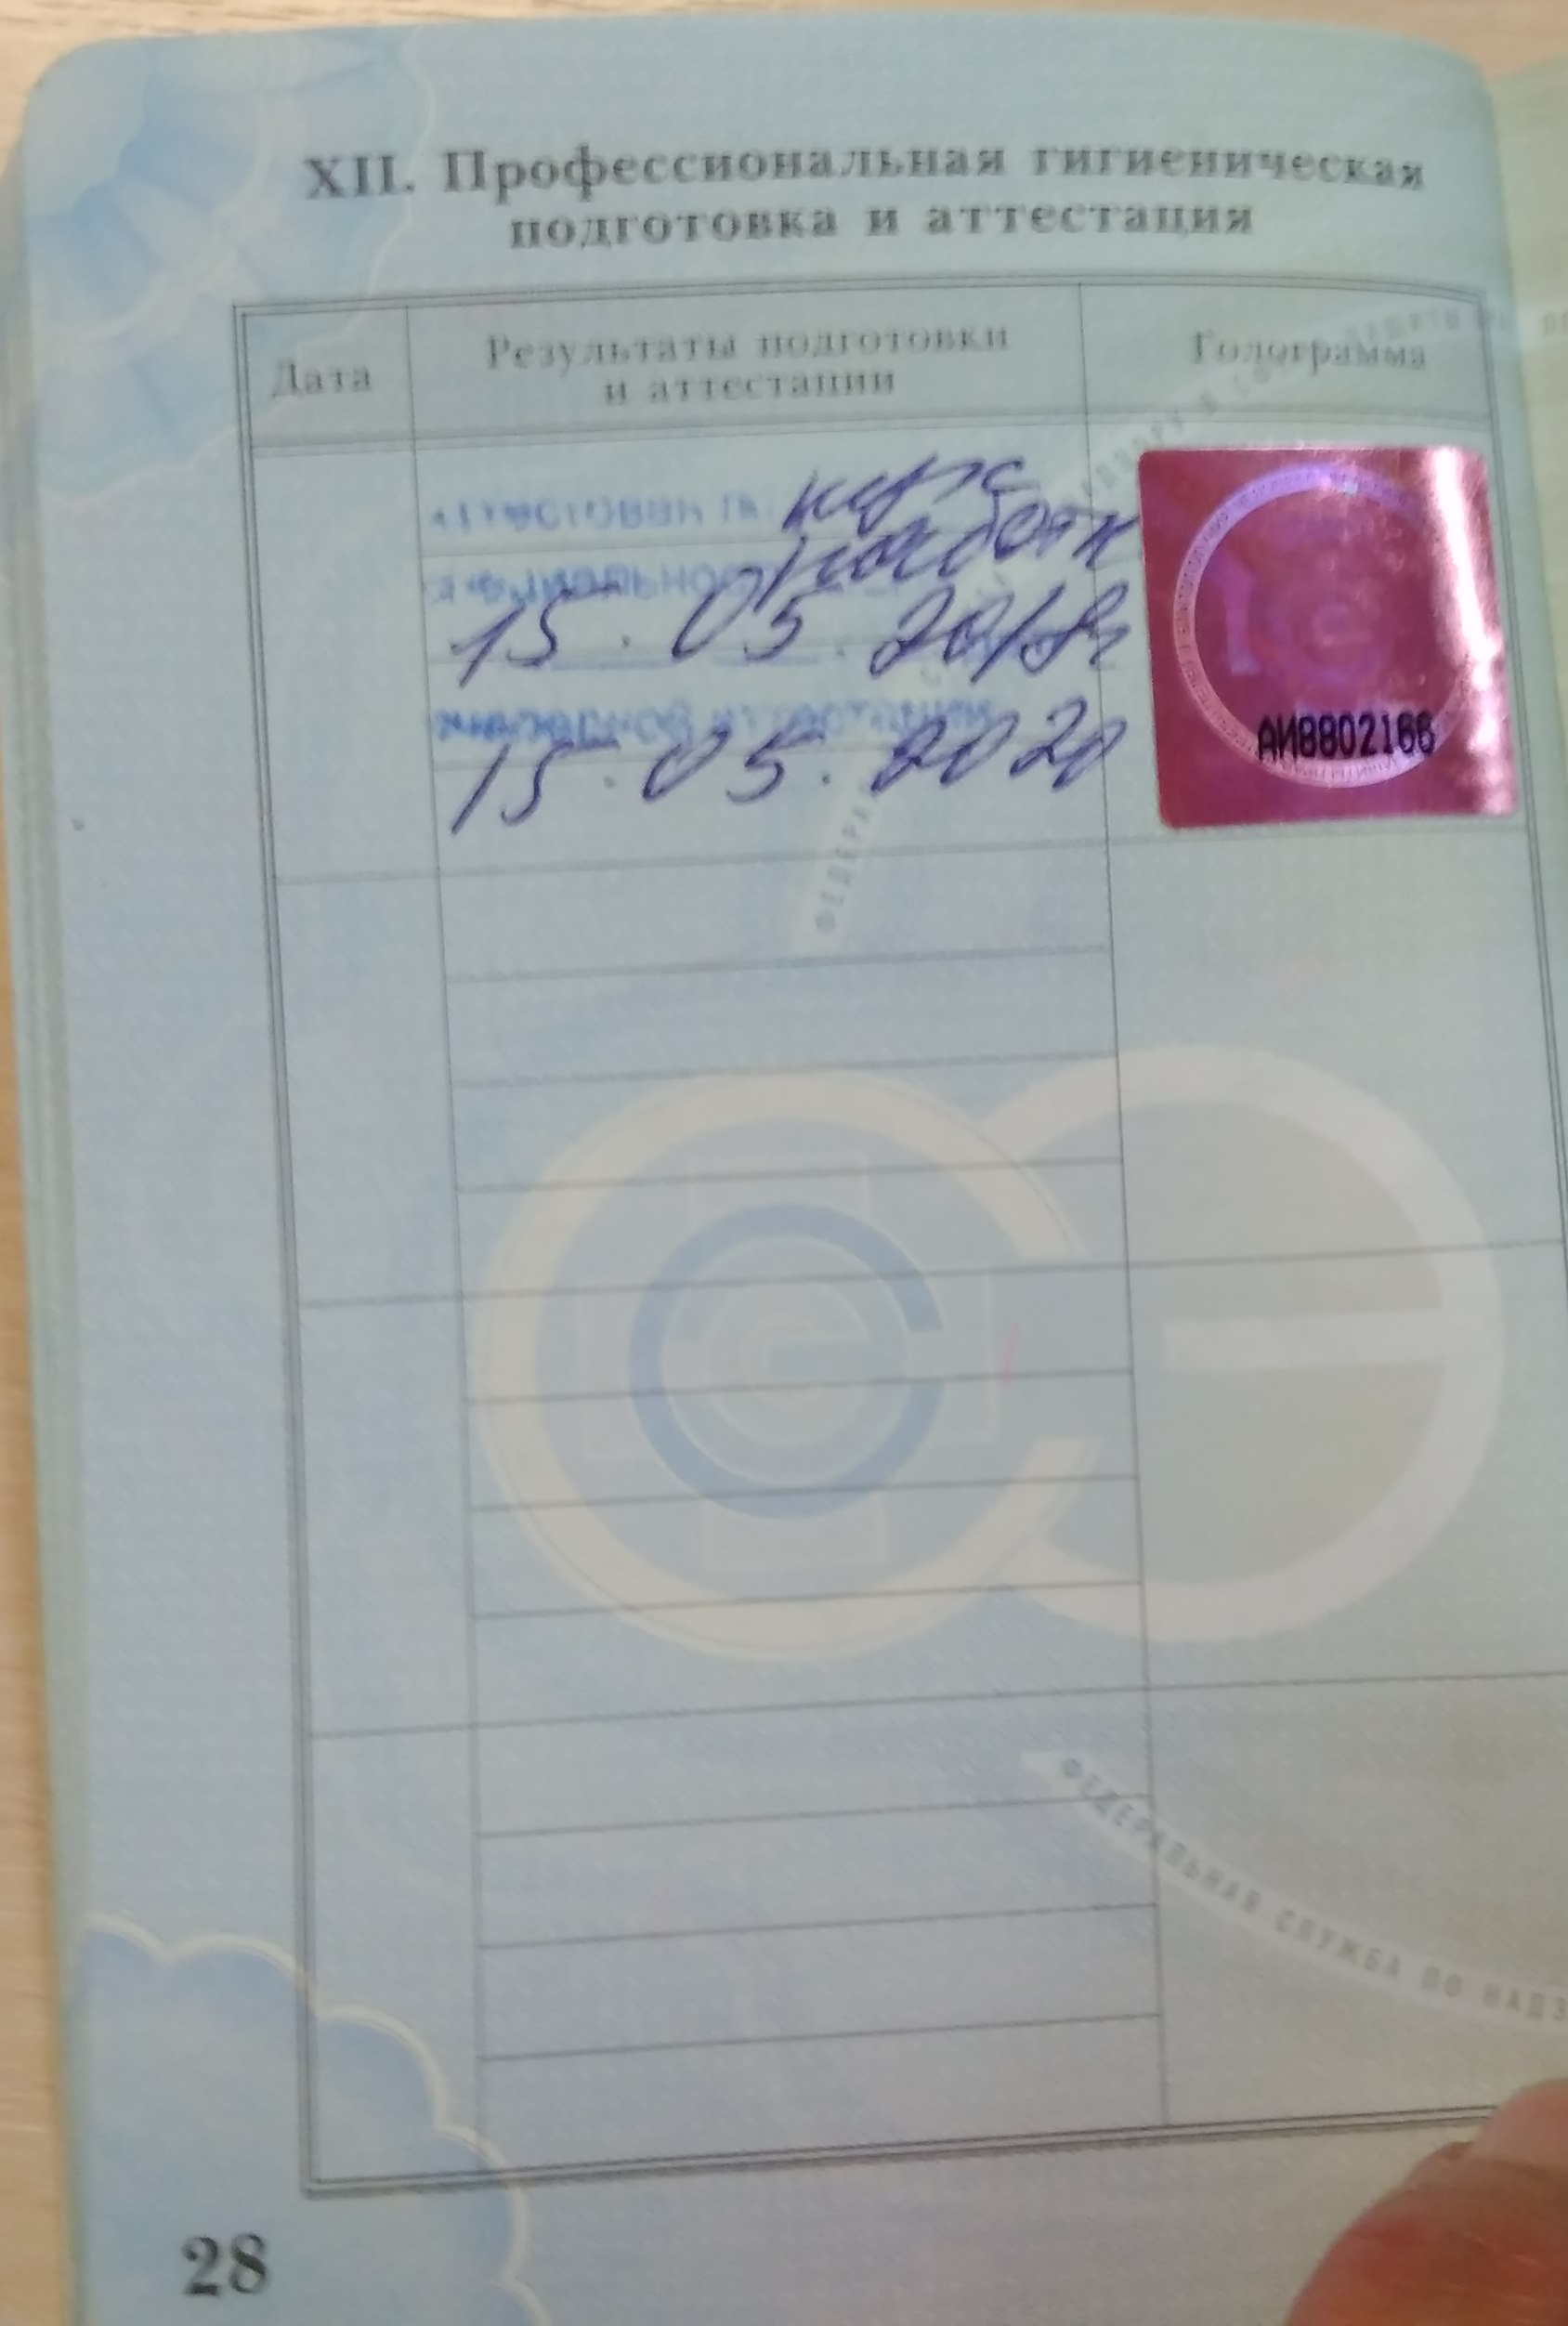 XII. Профессиональная гигиеническая
подготовка и аттестация
Дата
Результаты подготовки
и аттестации
Голограмма
15.05 2018г
аттестации
15.05.2020
АИ8802166
ФЕДЕРАЛЬНАЯ СЛУЖБА ПО НАДЗ
28